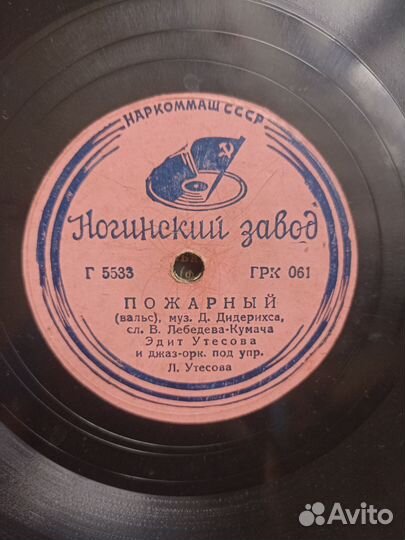 НАРКОММАШ СССР
Ногинский завод
Г 5533 ГРК 061
ПОЖАРНЫЙ
(вальс), муз. Д. Дидерихса,
сл. В. Лебедева-Кумача
Эдит Утесова
и джаз-орк. под упр.
Л. Утесова
Avito